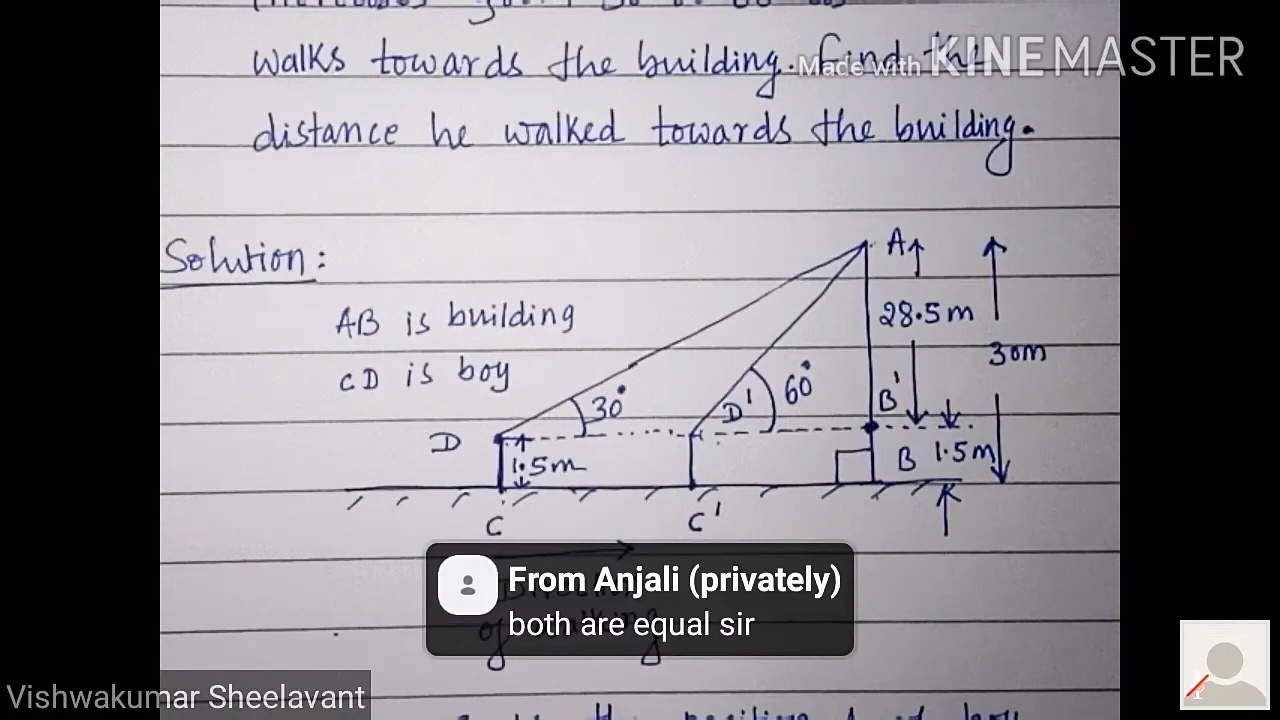 walks towards the building. Find the
Made with KINEMASTER
distance he walked towards the building.
Solution:
AB is building
CD is boy
A
28.5m
30m
30°
60°
D
D'
B'
1.5m
B 1.5m
C
C'
From Anjali (privately)
both are equal sir
of walking
Vishwakumar Sheelavant